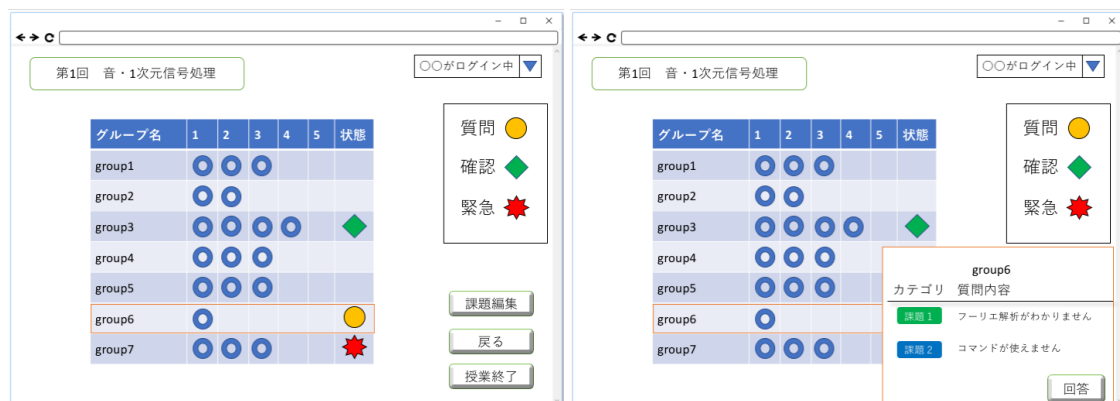 第1回 音・1次元信号処理
○○がログイン中
グループ名 1 2 3 4 5 状態
group1
group2
group3
group4
group5
group6
group7
質問
確認
緊急
課題編集
戻る
授業終了
第1回 音・1次元信号処理
○○がログイン中
グループ名 1 2 3 4 5 状態
group1
group2
group3
group4
group5
group6
group7
質問
確認
緊急
group6
カテゴリ 質問内容
課題1 フーリエ解析がわかりません
課題2 コマンドが使えません
回答